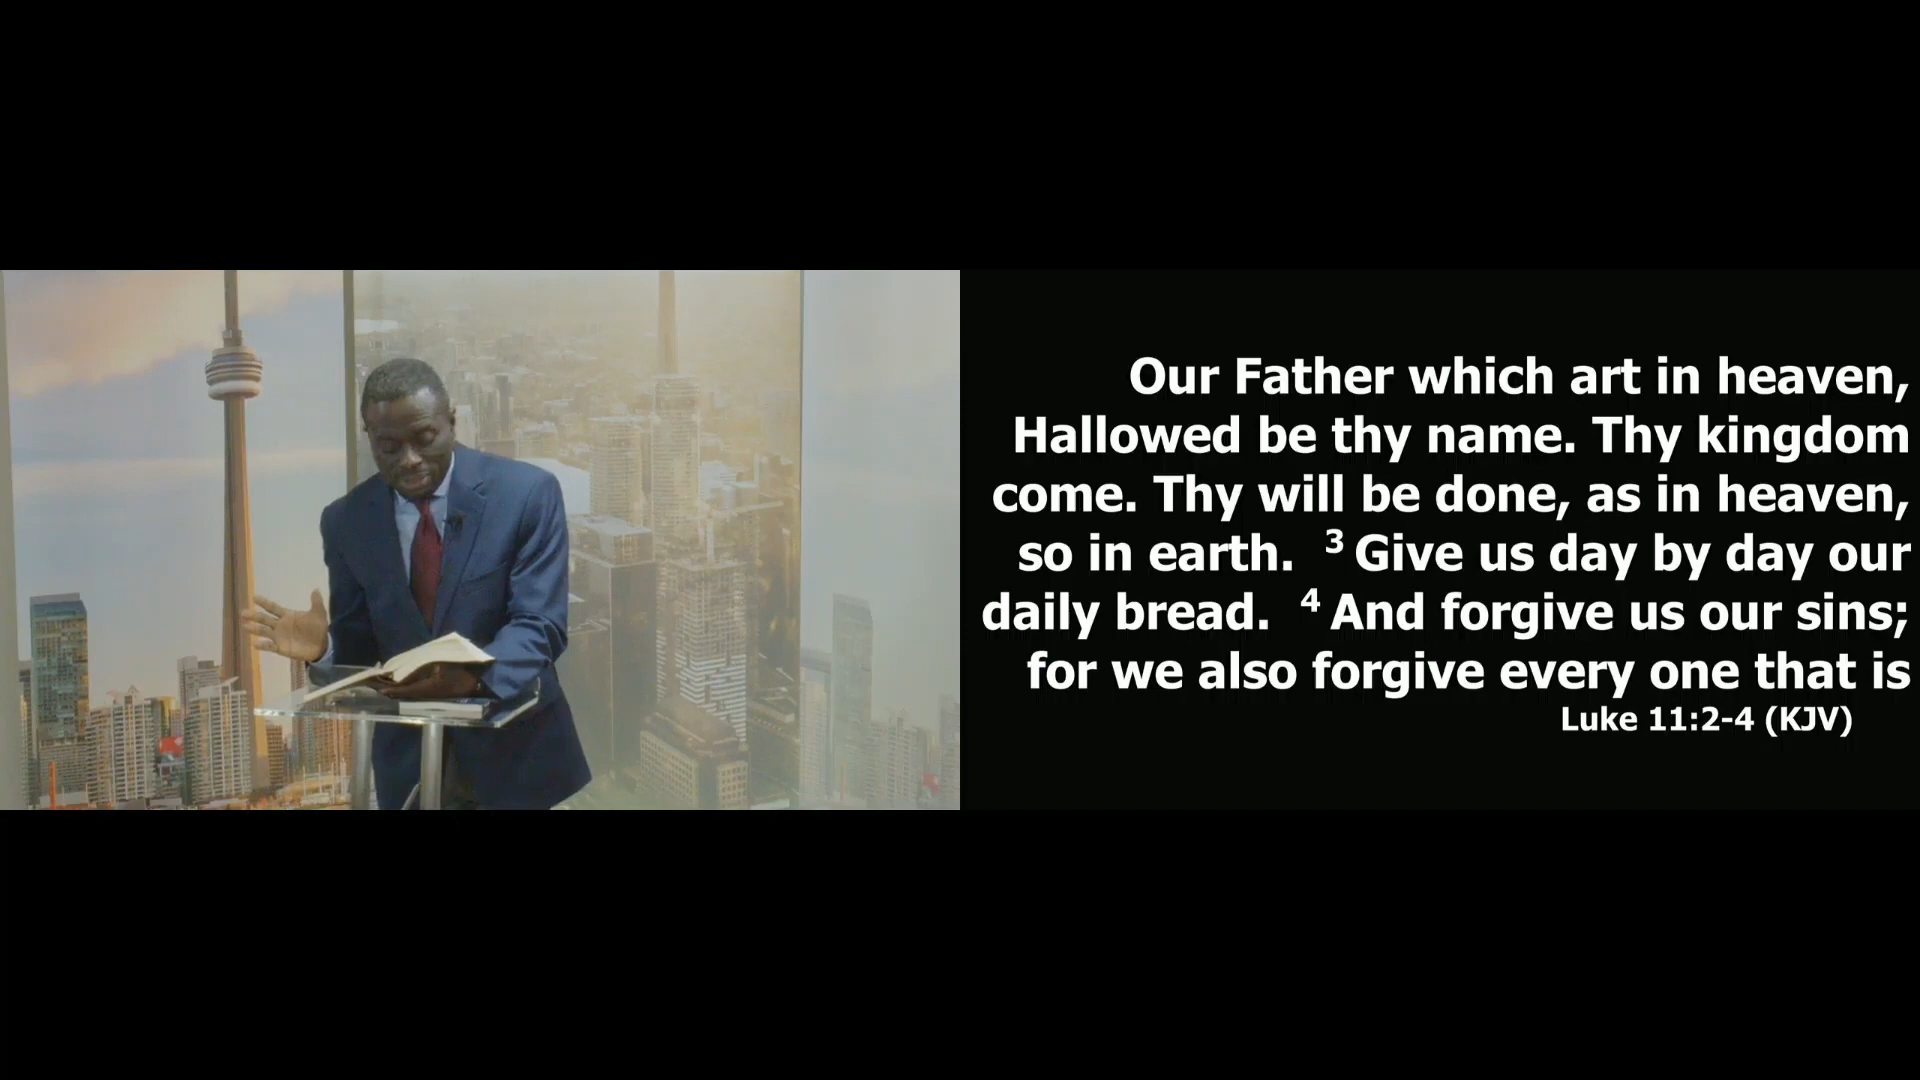 Our Father which art in heaven,
Hallowed be thy name. Thy kingdom
come. Thy will be done, as in heaven,
so in earth. ³ Give us day by day our
daily bread. ⁴ And forgive us our sins;
for we also forgive every one that is
Luke 11:2-4 (KJV)